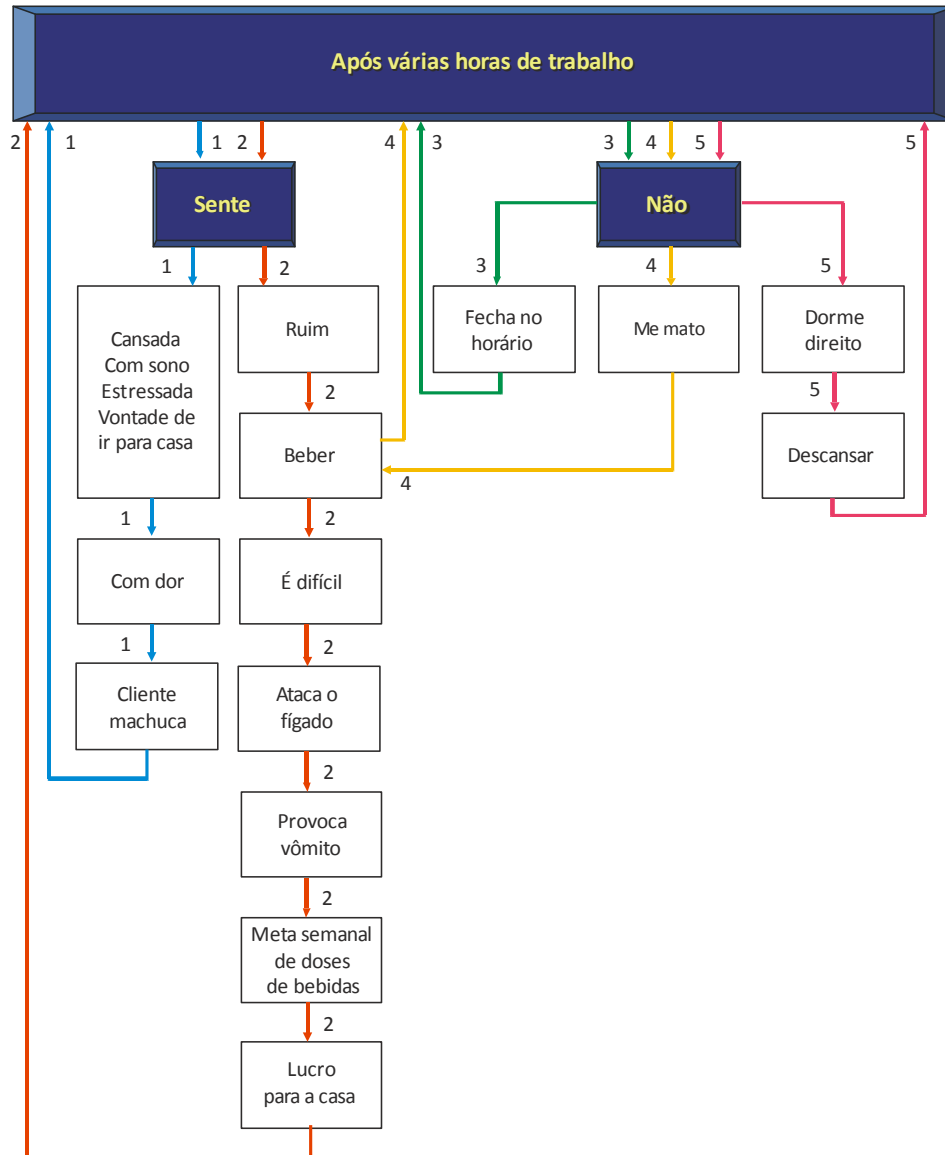 Após várias horas de trabalho
2
1
1
2
4
3
3
4
5
5
Sente
Não
1
2
3
4
5
Cansada
Com sono
Estressada
Vontade de
ir para casa
Ruim
Fecha no
horário
Me mato
Dorme
direito
2
5
Beber
4
Descansar
1
2
Com dor
É difícil
1
2
Cliente
machuca
Ataca o
fígado
2
Provoca
vômito
2
Meta semanal
de doses
de bebidas
2
Lucro
para a casa